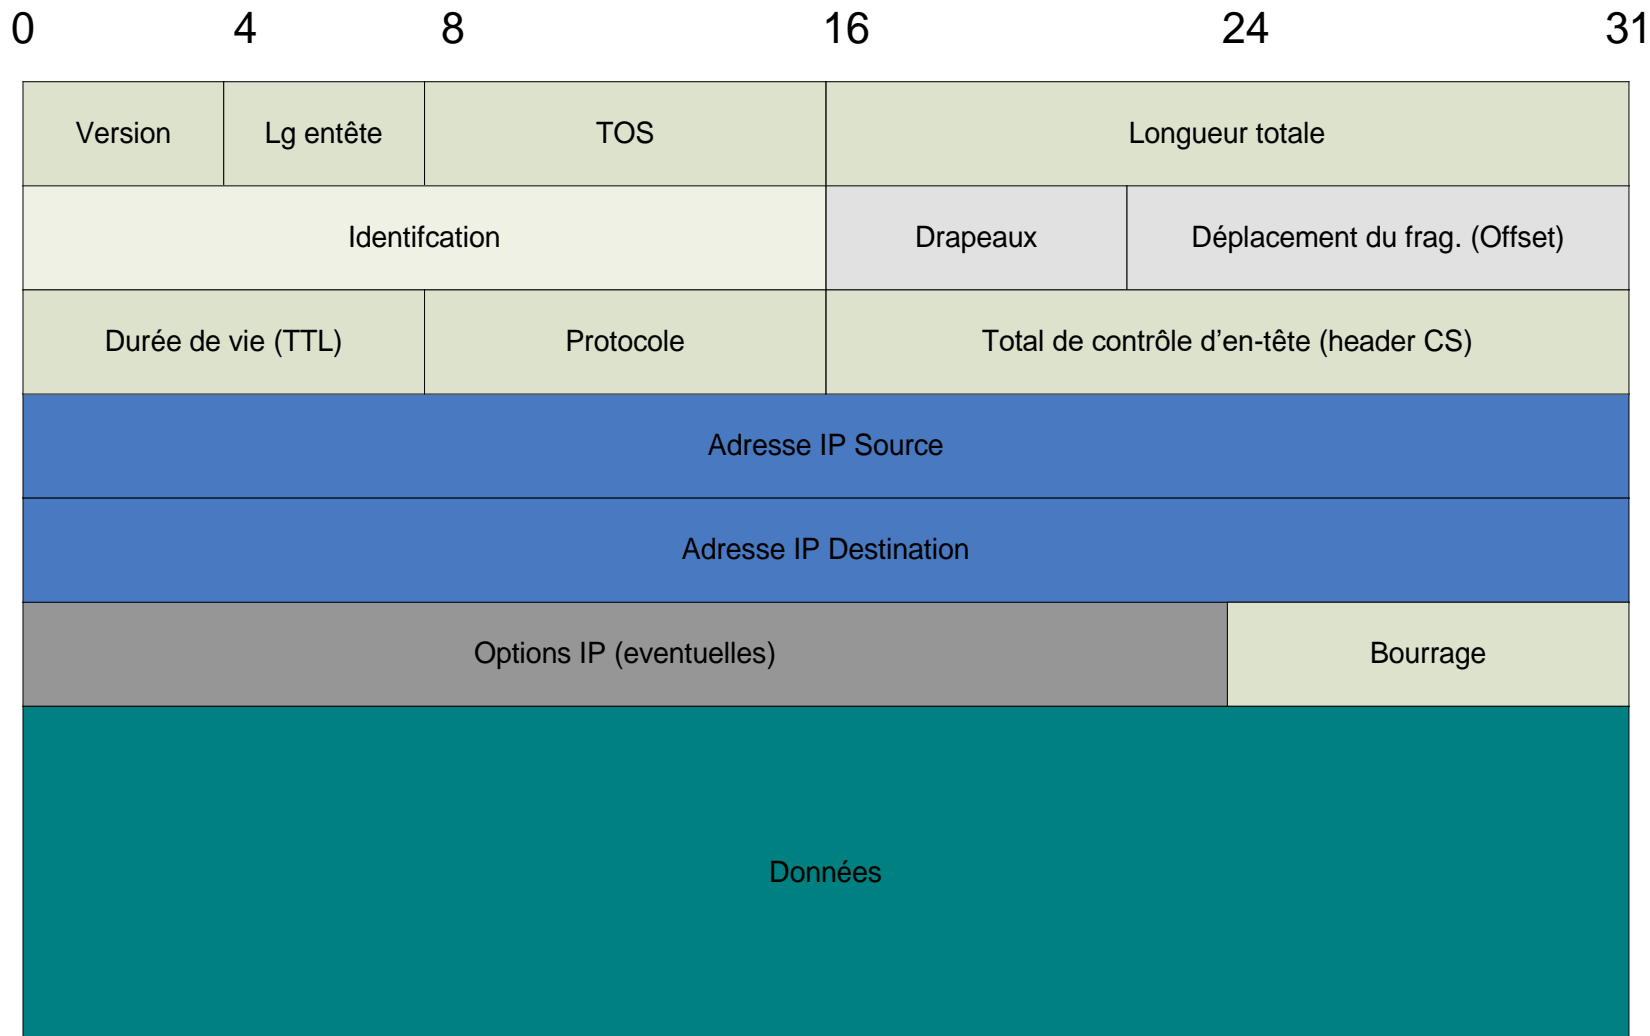 0 4 8 16 24 31
Version Lg entête TOS Longueur totale
Identifcation Drapeaux Déplacement du frag. (Offset)
Durée de vie (TTL) Protocole Total de contrôle d’en-tête (header CS)
Adresse IP Source
Adresse IP Destination
Options IP (eventuelles) Bourrage
Données